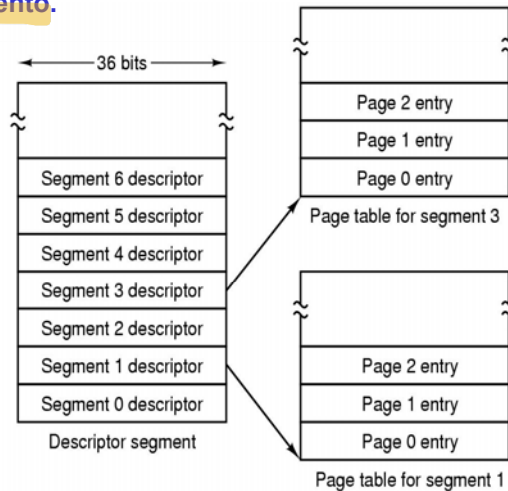 ento.
36 bits
Segment 6 descriptor
Segment 5 descriptor
Segment 4 descriptor
Segment 3 descriptor
Segment 2 descriptor
Segment 1 descriptor
Segment 0 descriptor
Descriptor segment
Page 2 entry
Page 1 entry
Page 0 entry
Page table for segment 3
Page 2 entry
Page 1 entry
Page 0 entry
Page table for segment 1